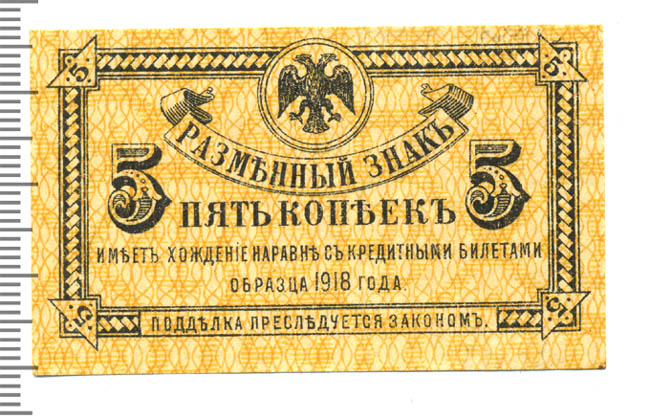 5. 5.
РАЗМѢННЫЙ ЗНАКЪ
5 ПЯТЬ КОПѢЕКЪ 5
ИМѢЕТЪ ХОЖДЕНІЕ НАРАВНѢ СЪ КРЕДИТНЫМИ БИЛЕТАМИ
ОБРАЗЦА 1918 ГОДА.
5. 5.
ПОДДѢЛКА ПРЕСЛѢДУЕТСЯ ЗАКОНОМЪ.